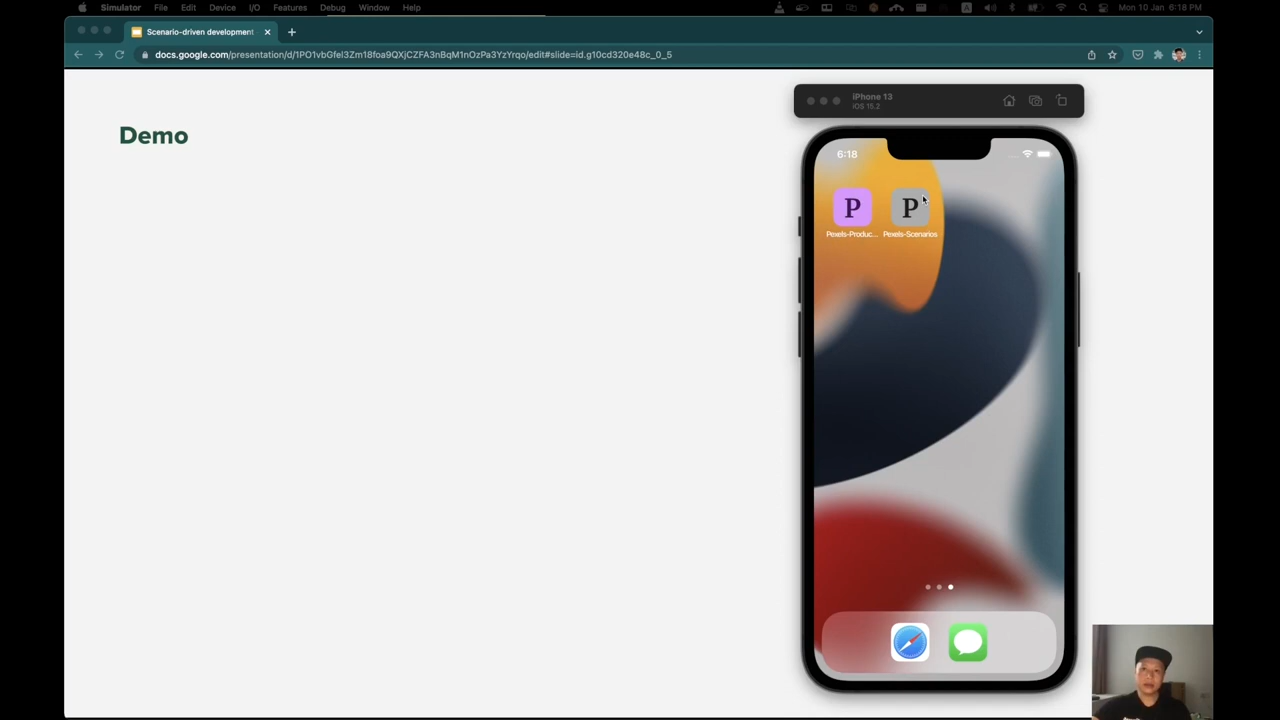 Simulator File Edit Device I/O Features Debug Window Help A Mon 10 Jan 6:18 PM
Scenario-driven development
docs.google.com/presentation/d/1PO1vbGfel3Zm18foa9QXjCZFA3nBqM1nOzPa3YzYrqo/edit#slide=id.g10cd320e48c_0_5
iPhone 13
iOS 15.2
Demo
6:18
P P
Pexels-Produc... Pexels-Scenarios